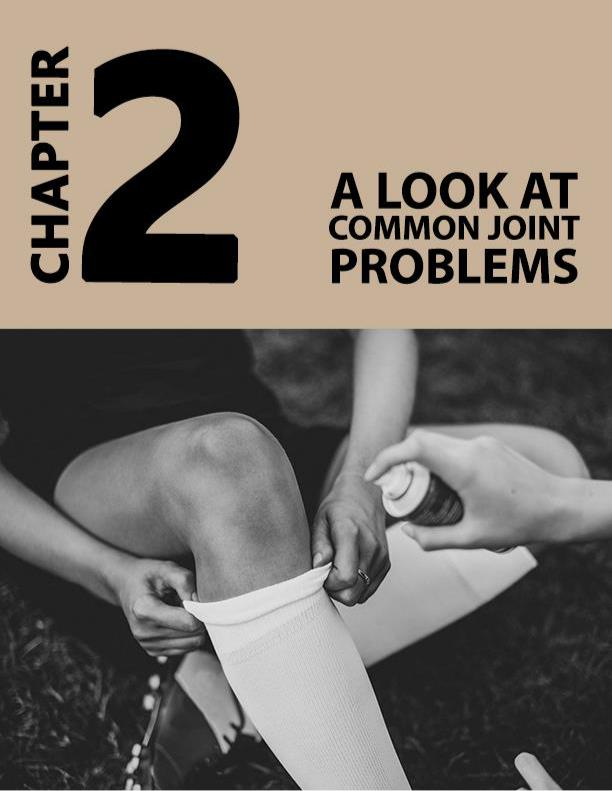 CHAPTER
2
A LOOK AT
COMMON JOINT
PROBLEMS